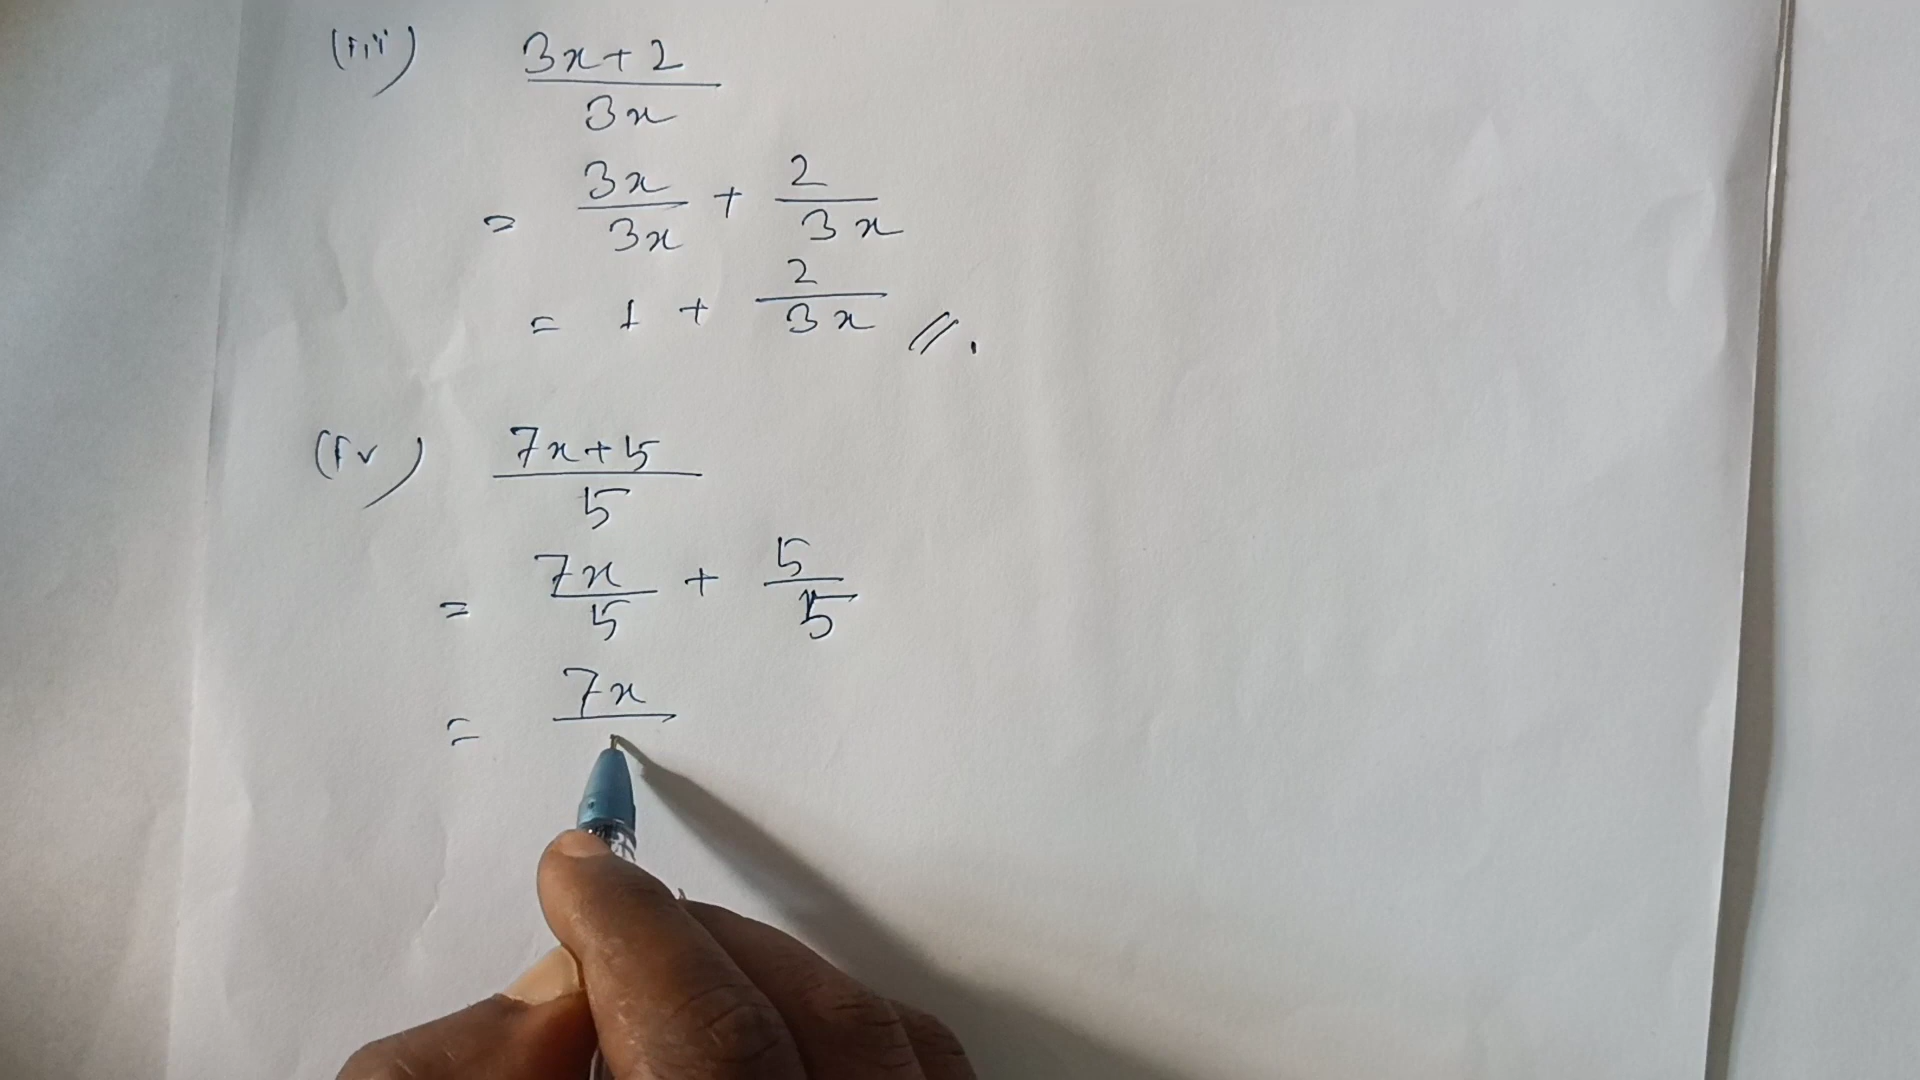 (iii) 3x+2
3x
= 3x/3x + 2/3x
= 1 + 2/3x //.
(iv) 7x+5
5
= 7x/5 + 5/5
= 7x